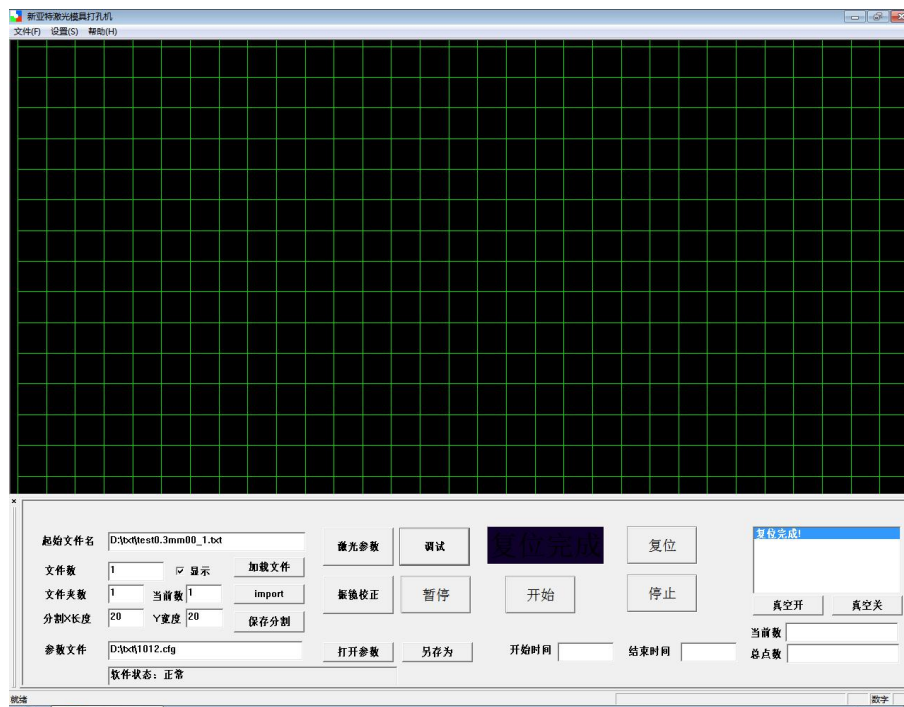 新亚特激光模具打孔机
文件(F) 设置(S) 帮助(H)
起始文件名 D:\txt\test0.3mm00_1.txt 激光参数 调试 复位完成 复位 复位完成!
文件数 1 显示 加载文件
文件夹数 1 当前数 1 import 振镜校正 暂停 开始 停止
真空开 真空关
分割X长度 20 Y宽度 20 保存分割
当前数
参数文件 D:\txt\1012.cfg 打开参数 另存为 开始时间 结束时间 总点数
软件状态：正常
就绪 数字